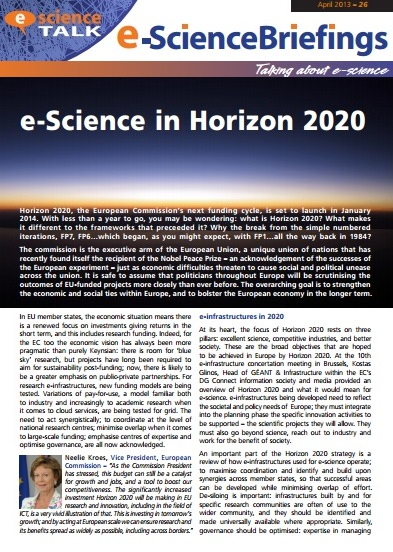 April 2013 – 26
e science
TALK
e-ScienceBriefings
Talking about e-science
e-Science in Horizon 2020
Horizon 2020, the European Commission's next funding cycle, is set to launch in January
2014. With less than a year to go, you may be wondering: what is Horizon 2020? What makes
it different to the frameworks that preceeded it? Why the break from the simple numbered
iterations, FP7, FP6...which began, as you might expect, with FP1...all the way back in 1984?
The commission is the executive arm of the European Union, a unique union of nations that has
recently found itself the recipient of the Nobel Peace Prize – an acknowledgement of the successes of
the European experiment – just as economic difficulties threaten to cause social and political unease
across the union. It is safe to assume that politicians throughout Europe will be scrutinising the
outcomes of EU-funded projects more closely than ever before. The overarching goal is to strengthen
the economic and social ties within Europe, and to bolster the European economy in the longer term.
In EU member states, the economic situation means there
is a renewed focus on investments giving returns in the
short term, and this includes research funding. Indeed, for
the EC too the economic vision has always been more
pragmatic than purely Keynsian: there is room for 'blue
sky' research, but projects have long been required to
aim for sustainability post-funding; now, there is likely to
be a greater emphasis on public-private partnerships. For
research e-infrastructures, new funding models are being
tested. Variations of pay-for-use, a model familiar both
to industry and increasingly to academic research when
it comes to cloud services, are being tested for grid. The
need to act synergistically; to coordinate at the level of
national research centres; minimise overlap when it comes
to large-scale funding; emphasise centres of expertise and
optimise governance, are all now acknowledged.
Neelie Kroes, Vice President, European
Commission – "As the Commission President
has stressed, this budget can still be a catalyst
for growth and jobs, and a tool to boost our
competitiveness. The significantly increased
investment Horizon 2020 will be making in EU
research and innovation, including in the field of
ICT, is a very vivid illustration of that. This is investing in tomorrow's
growth; and by acting at European scale we can ensure research and
its benefits spread as widely as possible, including across borders."
e-infrastructures in 2020
At its heart, the focus of Horizon 2020 rests on three
pillars: excellent science, competitive industries, and better
society. These are the broad objectives that are hoped
to be achieved in Europe by Horizon 2020. At the 10th
e-infrastructure concertation meeting in Brussels, Kostas
Glinos, Head of GÉANT & Infrastructure within the EC's
DG Connect information society and media provided an
overview of Horizon 2020 and what it would mean for
e-science. e-infrastructures being developed need to reflect
the societal and policy needs of Europe; they must integrate
into the planning phase the specific innovation activities to
be supported – the scientific projects they will allow. They
must also go beyond science, reach out to industry and
work for the benefit of society.
An important part of the Horizon 2020 strategy is a
review of how e-infrastructures used for e-science operate;
to maximise coordination and identify and build upon
synergies across member states, so that successful areas
can be developed while minimising overlap of effort.
De-siloing is important: infrastructures built by and for
specific research communities are often of use to the
wider community, and they should be identified and
made universally available where appropriate. Similarly,
governance should be optimised: expertise in managing